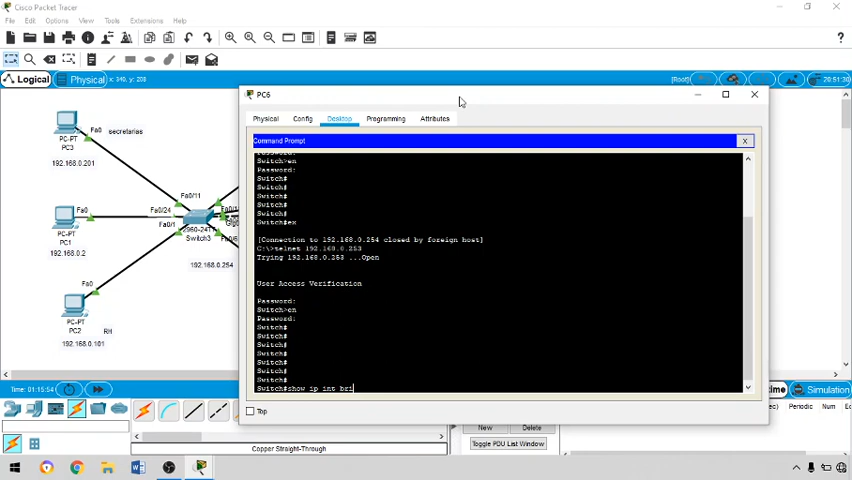 Cisco Packet Tracer
File Edit Options View Tools Extensions Help
Logical
Physical
x: 340, y: 208
[Root]
20:51:30
PC6
Physical Config Desktop Programming Attributes
Command Prompt
X
Password:
Switch>en
Password:
Switch#
Switch#
Switch#
Switch#
Switch#
Switch#ex
[Connection to 192.168.0.254 closed by foreign host]
C:\>telnet 192.168.0.253
Trying 192.168.0.253 ...Open
User Access Verification
Password:
Switch>en
Password:
Switch#
Switch#
Switch#
Switch#
Switch#
Switch#
Switch#
Switch#show ip int bri
Top
Fa0
secretarias
PC-PT
PC3
192.168.0.201
Fa0/11
Fa0
Fa0/24
Fa0/1
PC-PT
PC1
192.168.0.2
2960-24TT
Switch3
192.168.0.254
Fa0
PC-PT
PC2
RH
192.168.0.101
Time: 01:15:54
Simulation
Periodic Num
New
Delete
Toggle PDU List Window
Copper Straight-Through